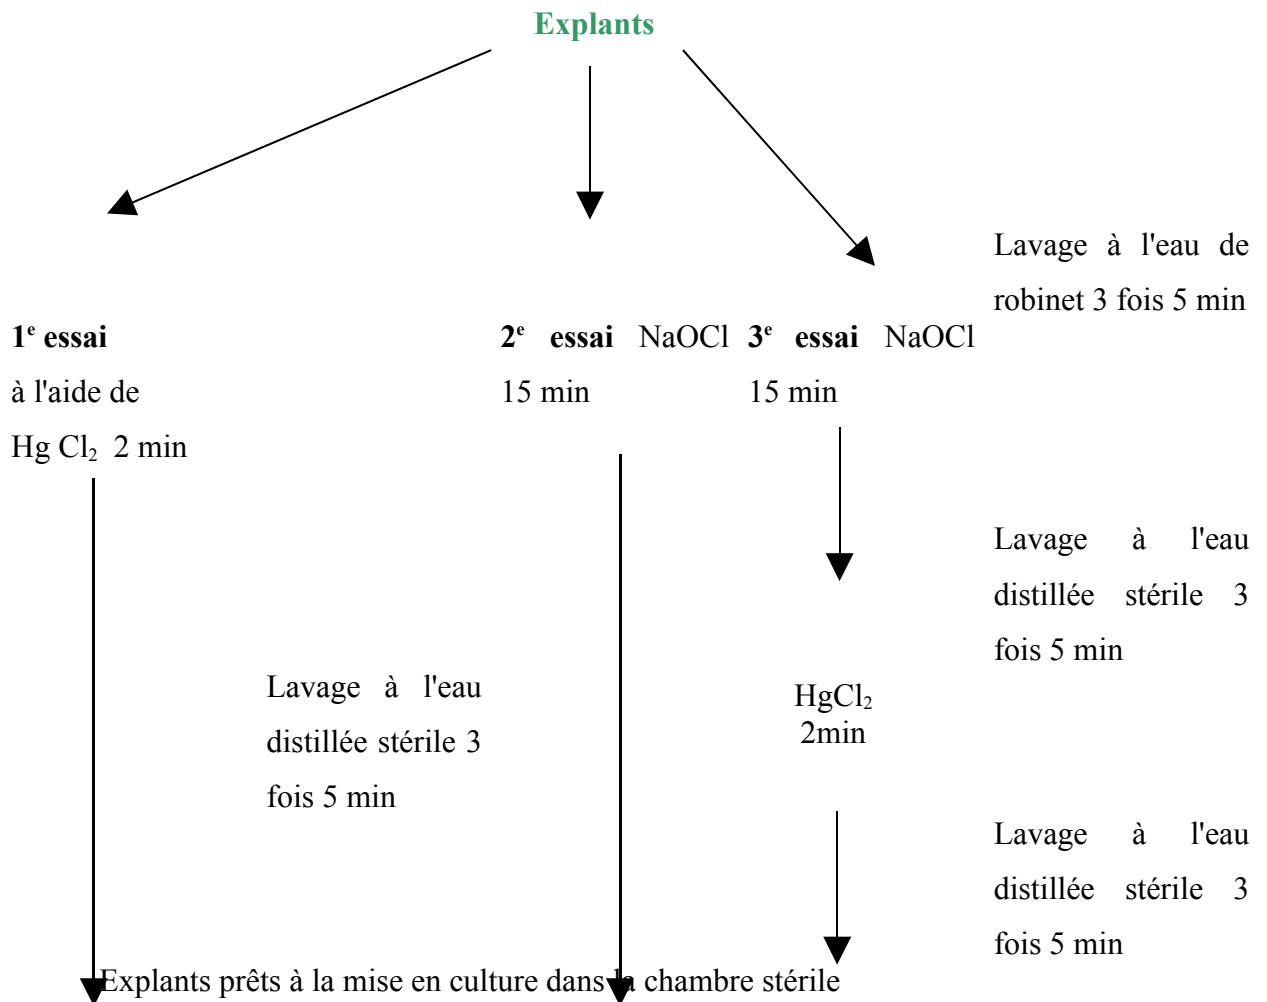 Explants
Lavage à l'eau de
robinet 3 fois 5 min
1e essai
à l'aide de
Hg Cl2 2 min
2e essai NaOCl
15 min
3e essai NaOCl
15 min
Lavage à l'eau
distillée stérile 3
fois 5 min
Lavage à l'eau
distillée stérile 3
fois 5 min
HgCl2
2min
Lavage à l'eau
distillée stérile 3
fois 5 min
Explants prêts à la mise en culture dans la chambre stérile